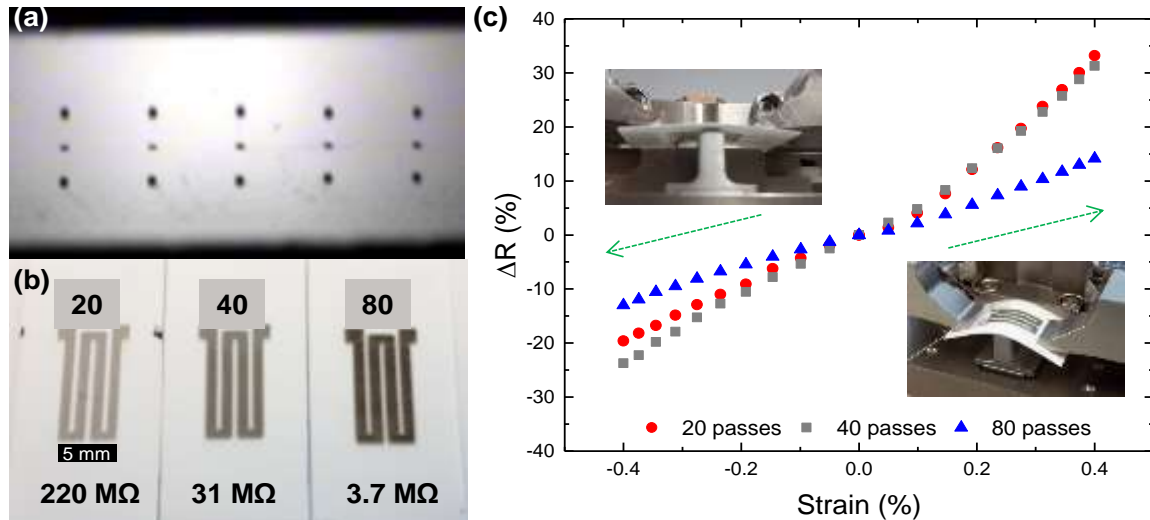 (a)
(b)
20
40
80
5 mm
220 MΩ
31 MΩ
3.7 MΩ
(c)
ΔR (%)
40
30
20
10
0
-10
-20
-30
-40
20 passes
40 passes
80 passes
-0.4
-0.2
0.0
0.2
0.4
Strain (%)